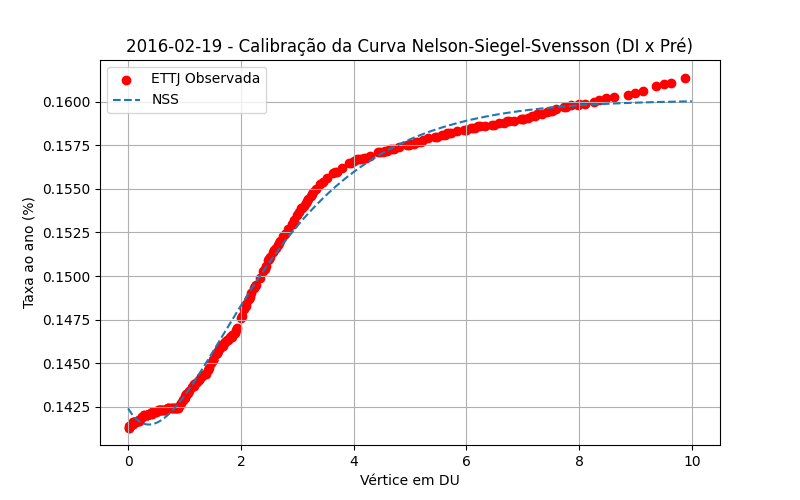 2016-02-19 - Calibração da Curva Nelson-Siegel-Svensson (DI x Pré)
ETTJ Observada
NSS
Taxa ao ano (%)
0.1600
0.1575
0.1550
0.1525
0.1500
0.1475
0.1450
0.1425
0 2 4 6 8 10
Vértice em DU